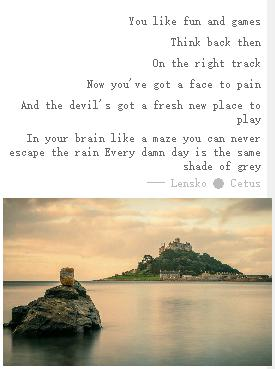 You like fun and games
Think back then
On the right track
Now you've got a face to pain
And the devil's got a fresh new place to
play
In your brain like a maze you can never
escape the rain Every damn day is the same
shade of grey
—— Lensko ● Cetus